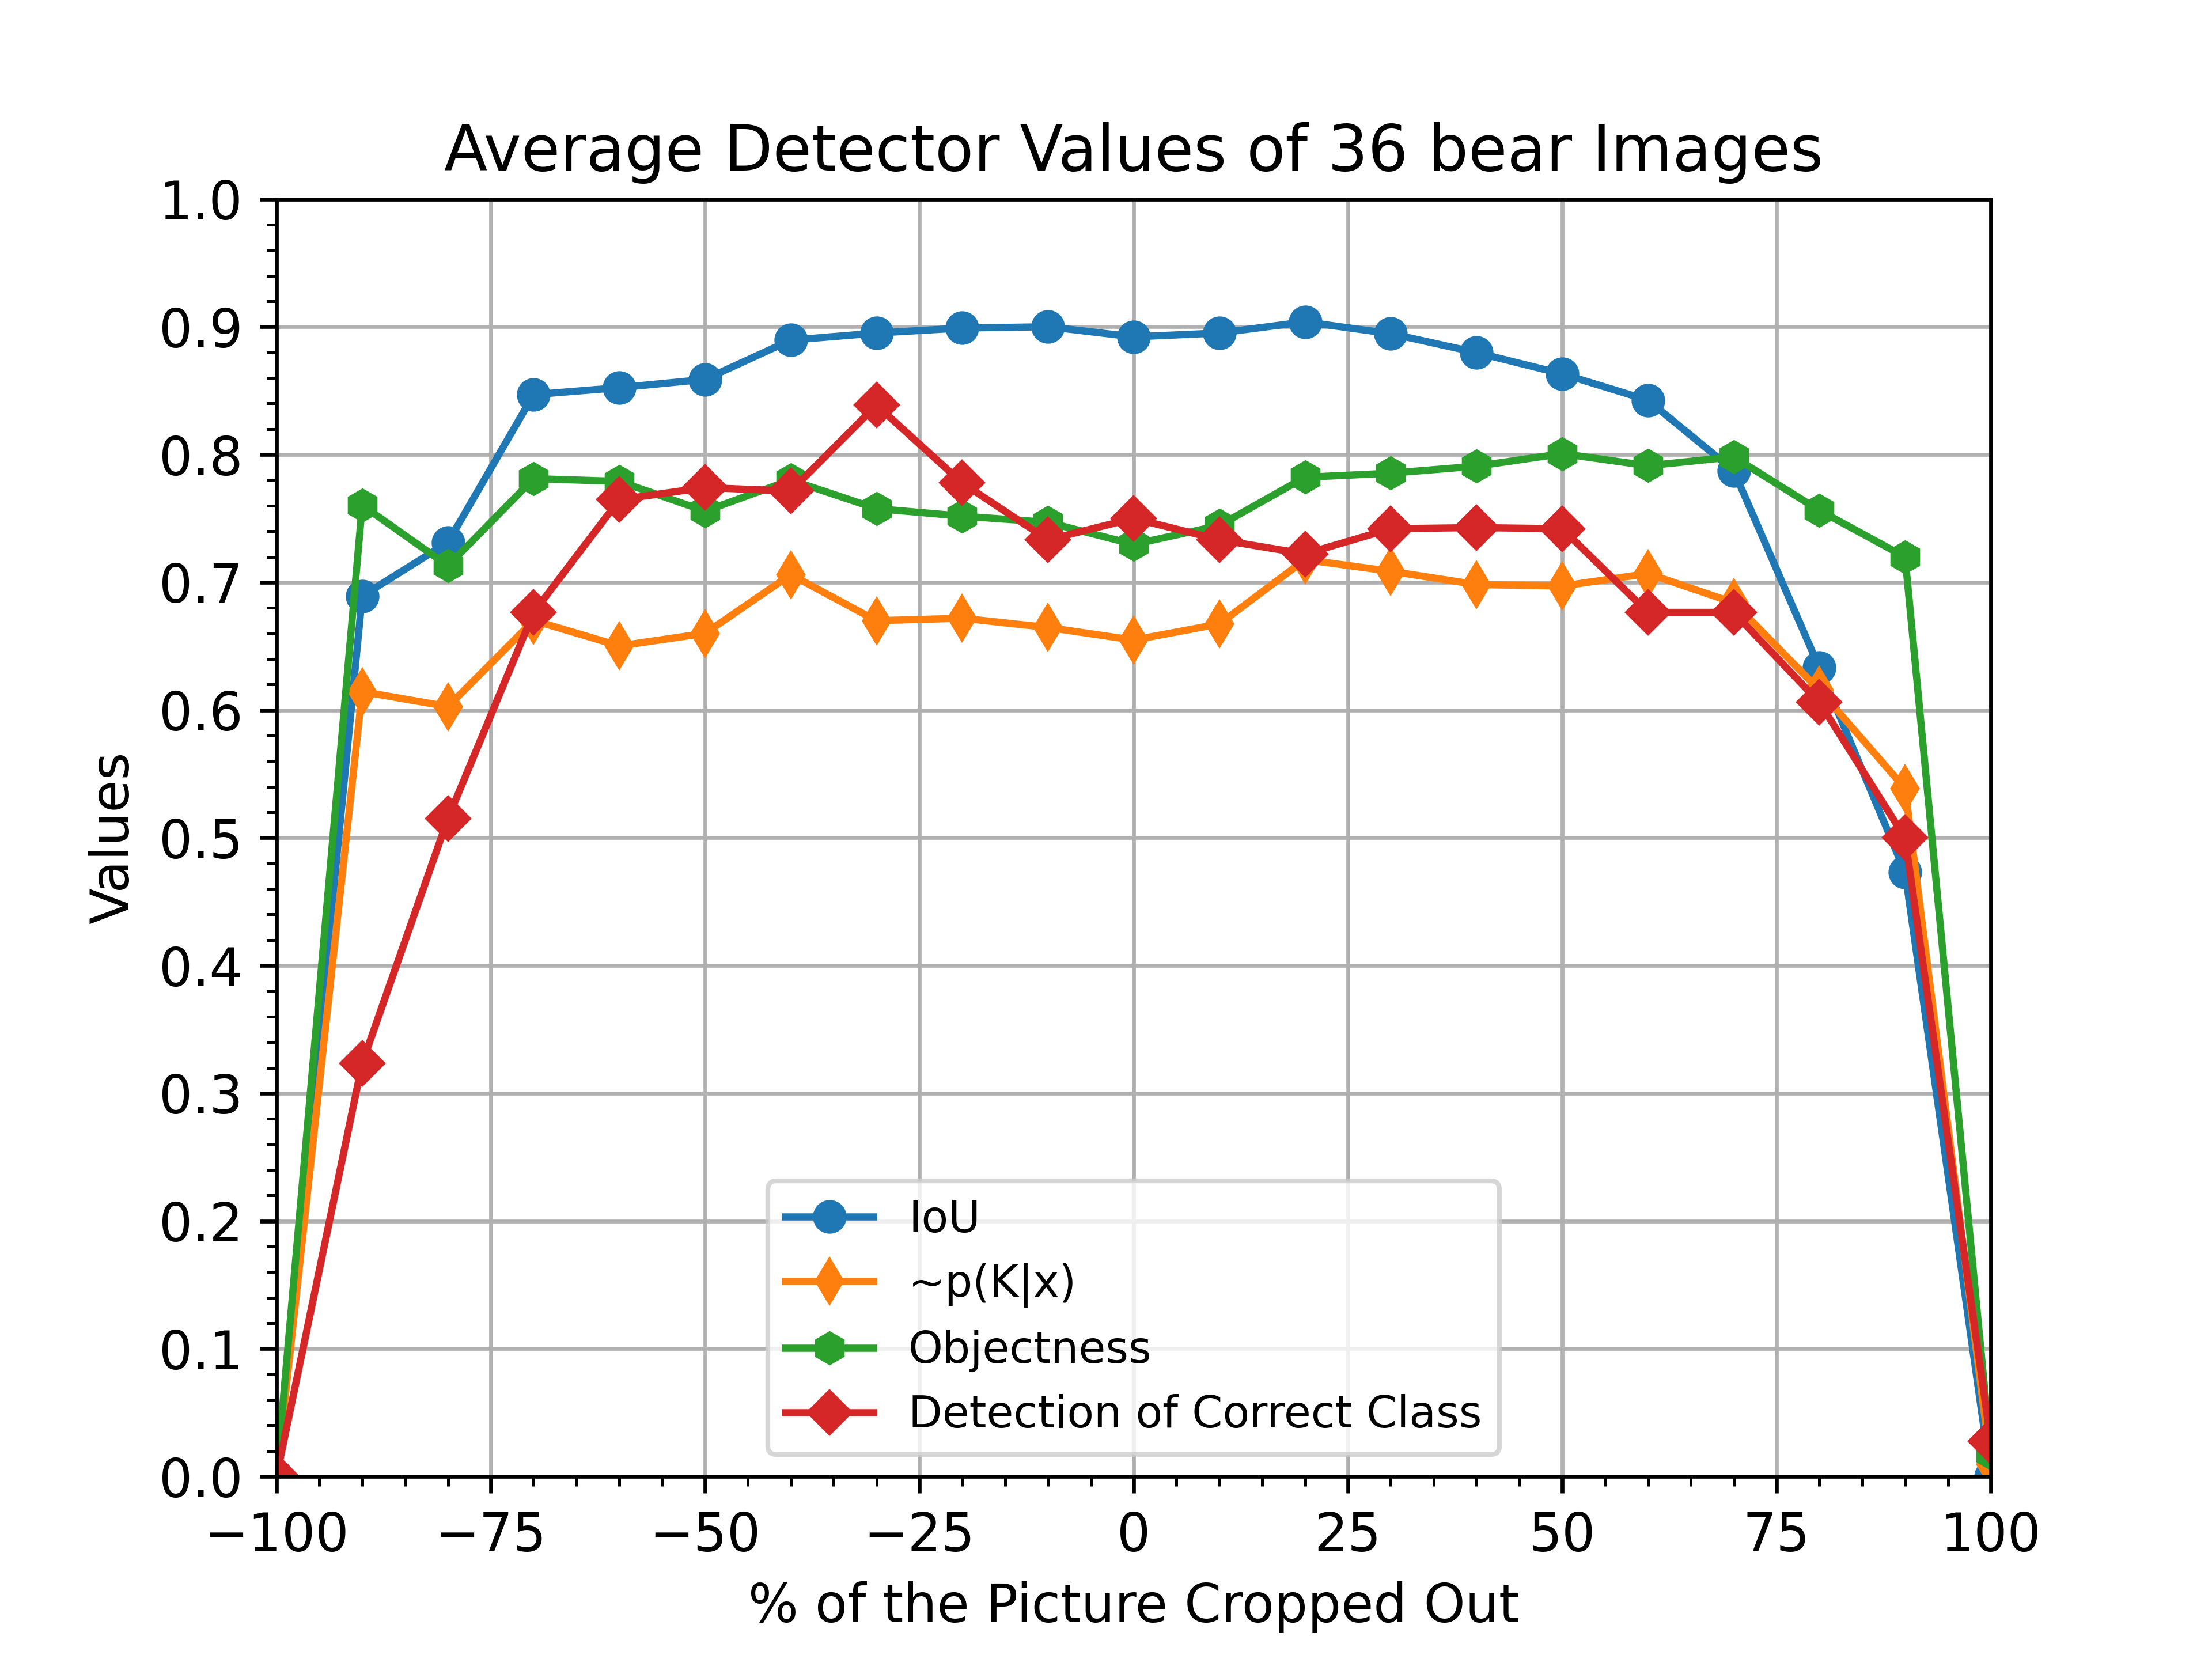 Average Detector Values of 36 bear Images
1.0
0.9
0.8
0.7
0.6
0.5
0.4
0.3
0.2
0.1
0.0
Values
IoU
~p(K|x)
Objectness
Detection of Correct Class
−100 −75 −50 −25 0 25 50 75 100
% of the Picture Cropped Out